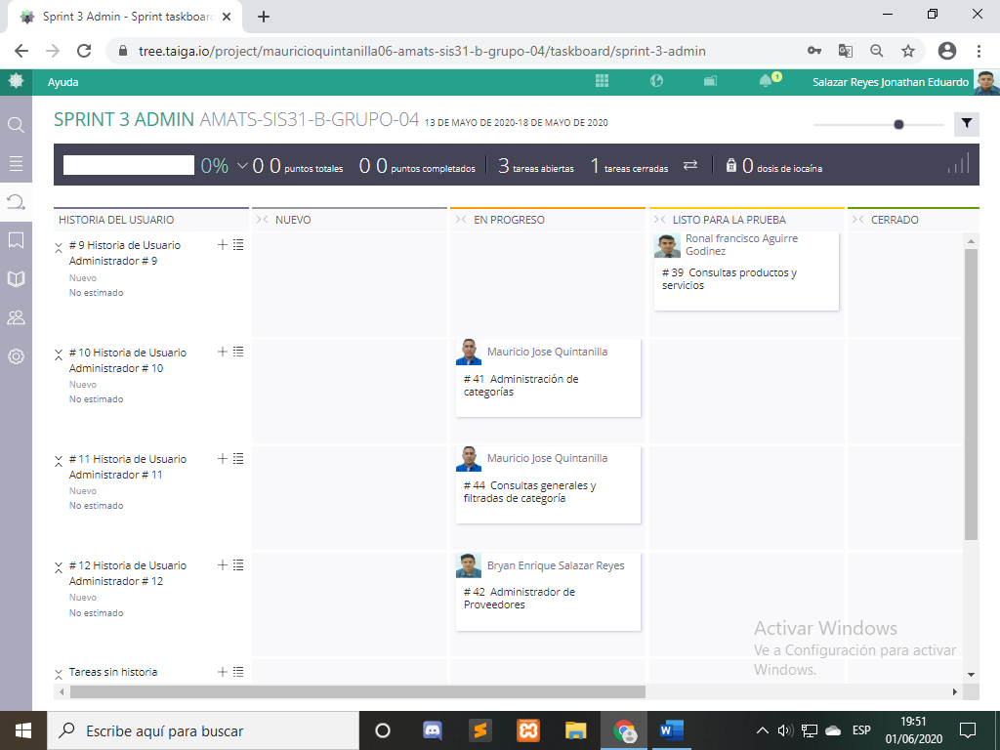 Sprint 3 Admin - Sprint taskboar
tree.taiga.io/project/mauricioquintanilla06-amats-sis31-b-grupo-04/taskboard/sprint-3-admin
Ayuda
1
Salazar Reyes Jonathan Eduardo
SPRINT 3 ADMIN AMATS-SIS31-B-GRUPO-04 13 DE MAYO DE 2020-18 DE MAYO DE 2020
0% 0 0 puntos totales 0 0 puntos completados 3 tareas abiertas 1 tareas cerradas 0 dosis de iocaína
HISTORIA DEL USUARIO NUEVO EN PROGRESO LISTO PARA LA PRUEBA CERRADO
# 9 Historia de Usuario
Administrador # 9
Nuevo
No estimado
Ronal francisco Aguirre
Godinez
# 39 Consultas productos y
servicios
# 10 Historia de Usuario
Administrador # 10
Nuevo
No estimado
Mauricio Jose Quintanilla
# 41 Administración de
categorías
# 11 Historia de Usuario
Administrador # 11
Nuevo
No estimado
Mauricio Jose Quintanilla
# 44 Consultas generales y
filtradas de categoría
# 12 Historia de Usuario
Administrador # 12
Nuevo
No estimado
Bryan Enrique Salazar Reyes
# 42 Administrador de
Proveedores
Tareas sin historia
Activar Windows
Ve a Configuración para activar
Windows.
Escribe aquí para buscar
ESP
19:51
01/06/2020